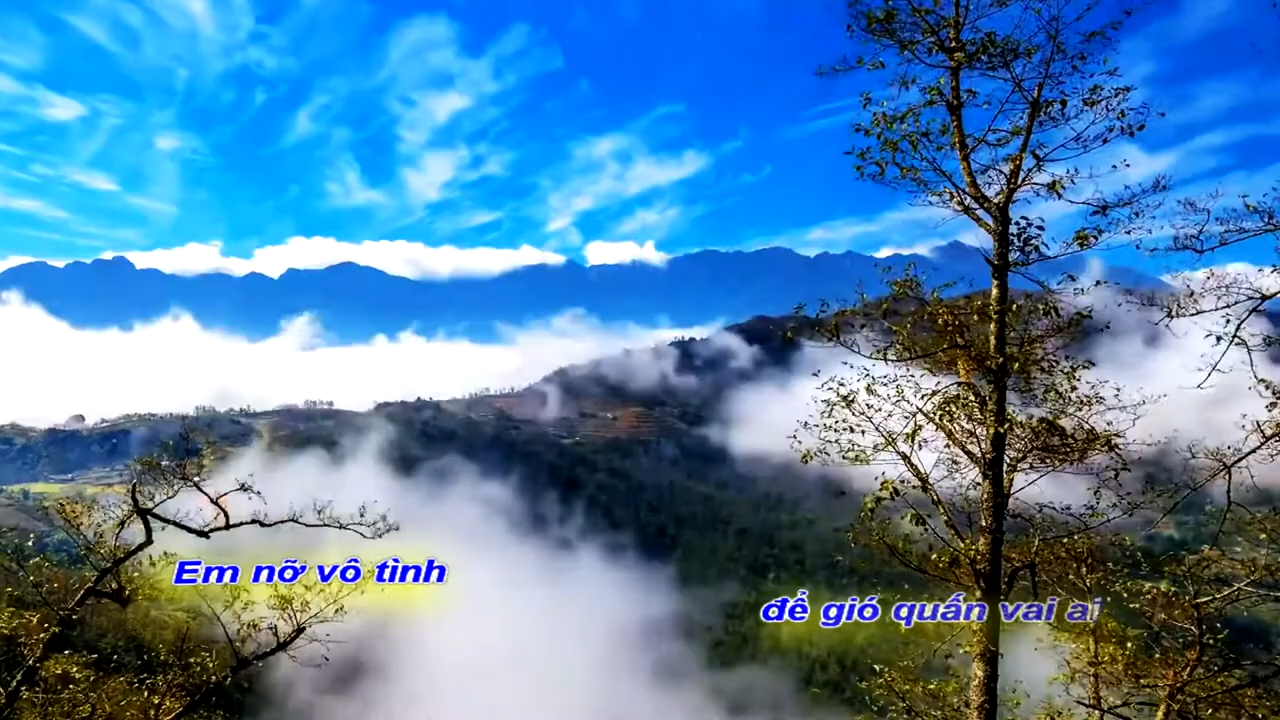 Em nỡ vô tình
để gió quấn vai ai